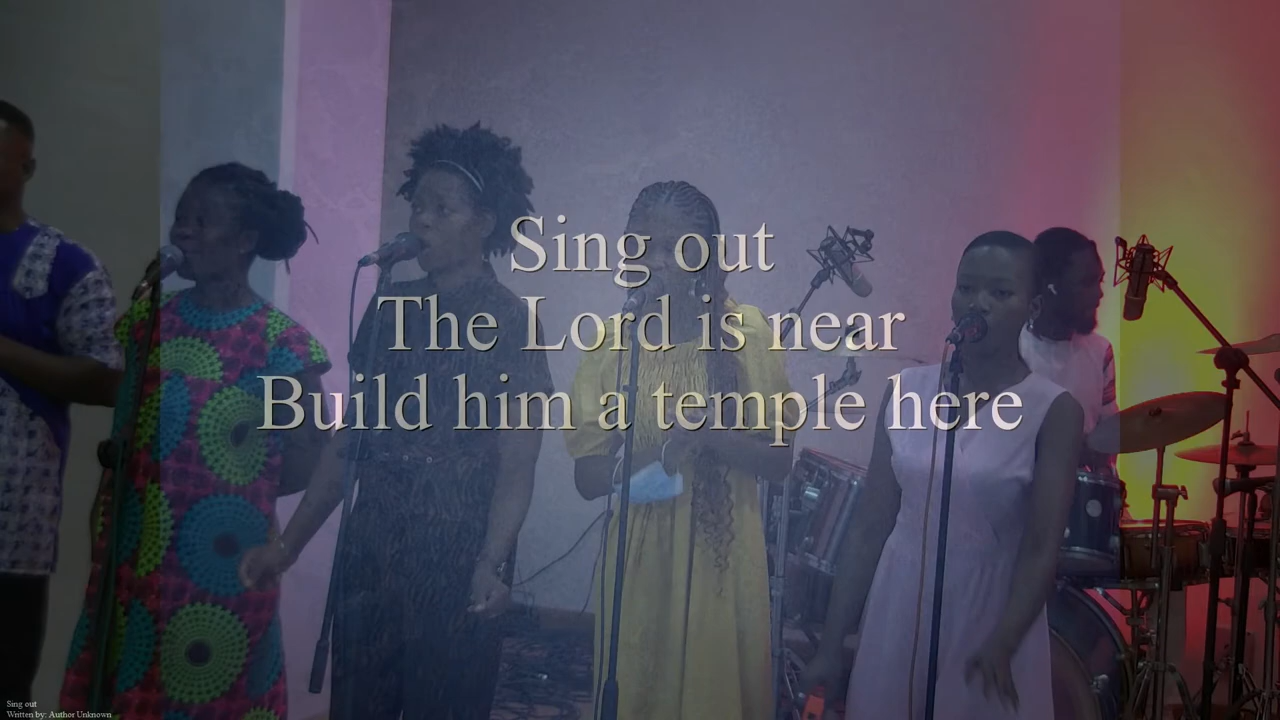 Sing out
The Lord is near
Build him a temple here
Sing out
Written by: Author Unknown